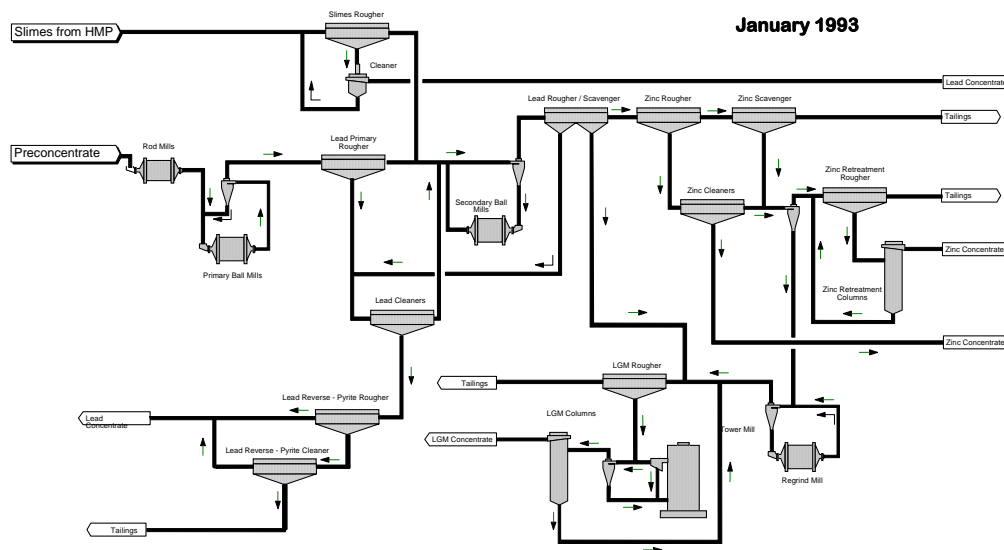 January 1993
Slimes from HMP
Slimes Rougher
Cleaner
Lead Concentrate
Lead Rougher / Scavenger
Zinc Rougher
Zinc Scavenger
Tailings
Preconcentrate
Rod Mills
Lead Primary
Rougher
Zinc Retreatment
Rougher
Zinc Cleaners
Tailings
Secondary Ball
Mills
Primary Ball Mills
Zinc Concentrate
Zinc Retreatment
Columns
Lead Cleaners
Zinc Concentrate
LGM Rougher
Tailings
Lead Reverse - Pyrite Rougher
Lead
Concentrate
LGM Columns
Tower Mill
LGM Concentrate
Lead Reverse - Pyrite Cleaner
Regrind Mill
Tailings